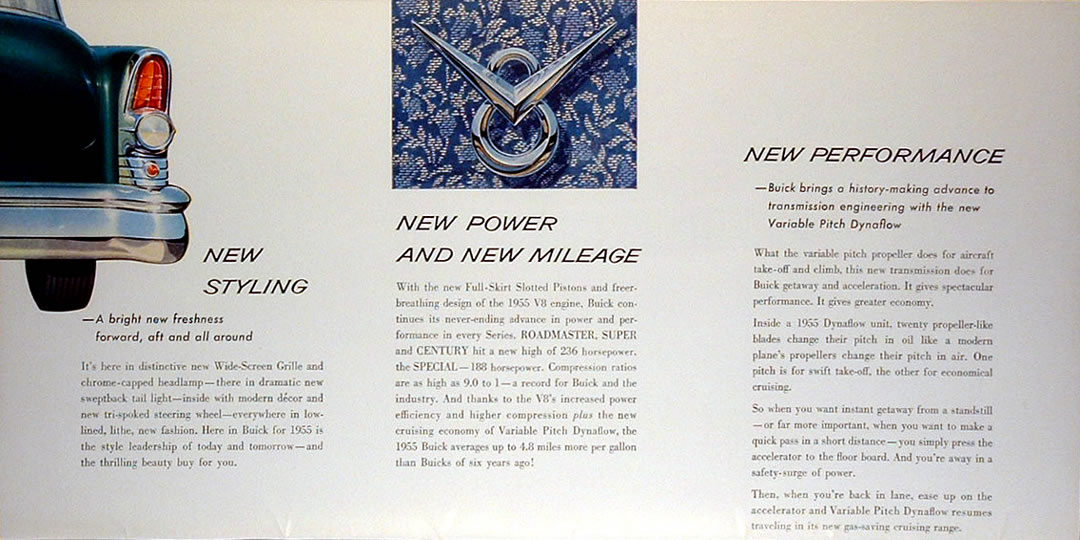 NEW
STYLING
—A bright new freshness
forward, aft and all around
It's here in distinctive new Wide-Screen Grille and
chrome-capped headlamp—there in dramatic new
sweptback tail light—inside with modern décor and
new tri-spoked steering wheel—everywhere in low-
lined, lithe, new fashion. Here in Buick for 1955 is
the style leadership of today and tomorrow—and
the thrilling beauty buy for you.
V8
NEW POWER
AND NEW MILEAGE
With the new Full-Skirt Slotted Pistons and freer-
breathing design of the 1955 V8 engine, Buick con-
tinues its never-ending advance in power and per-
formance in every Series. ROADMASTER, SUPER
and CENTURY hit a new high of 236 horsepower,
the SPECIAL—188 horsepower. Compression ratios
are as high as 9.0 to 1—a record for Buick and the
industry. And thanks to the V8's increased power
efficiency and higher compression plus the new
cruising economy of Variable Pitch Dynaflow, the
1955 Buick averages up to 4.8 miles more per gallon
than Buicks of six years ago!
NEW PERFORMANCE
—Buick brings a history-making advance to
transmission engineering with the new
Variable Pitch Dynaflow
What the variable pitch propeller does for aircraft
take-off and climb, this new transmission does for
Buick getaway and acceleration. It gives spectacular
performance. It gives greater economy.
Inside a 1955 Dynaflow unit, twenty propeller-like
blades change their pitch in oil like a modern
plane's propellers change their pitch in air. One
pitch is for swift take-off, the other for economical
cruising.
So when you want instant getaway from a standstill
—or far more important, when you want to make a
quick pass in a short distance—you simply press the
accelerator to the floor board. And you're away in a
safety-surge of power.
Then, when you're back in lane, ease up on the
accelerator and Variable Pitch Dynaflow resumes
traveling in its new gas-saving cruising range.